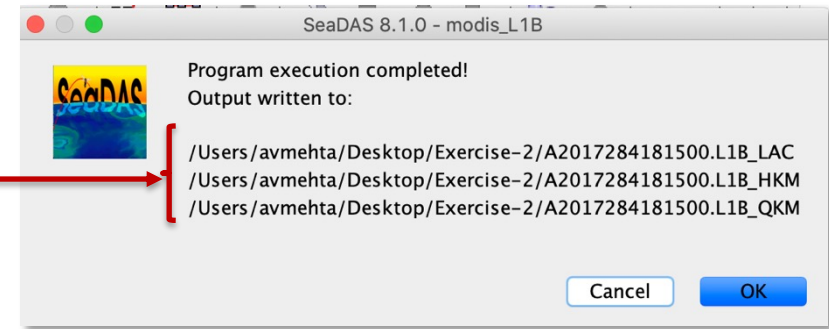 SeaDAS 8.1.0 - modis_L1B
SeaDAS
Program execution completed!
Output written to:
/Users/avmehta/Desktop/Exercise-2/A2017284181500.L1B_LAC
/Users/avmehta/Desktop/Exercise-2/A2017284181500.L1B_HKM
/Users/avmehta/Desktop/Exercise-2/A2017284181500.L1B_QKM
Cancel OK